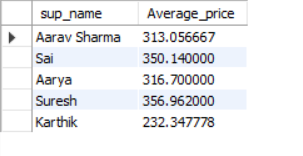 sup_name Average_price
Aarav Sharma 313.056667
Sai 350.140000
Aarya 316.700000
Suresh 356.962000
Karthik 232.347778